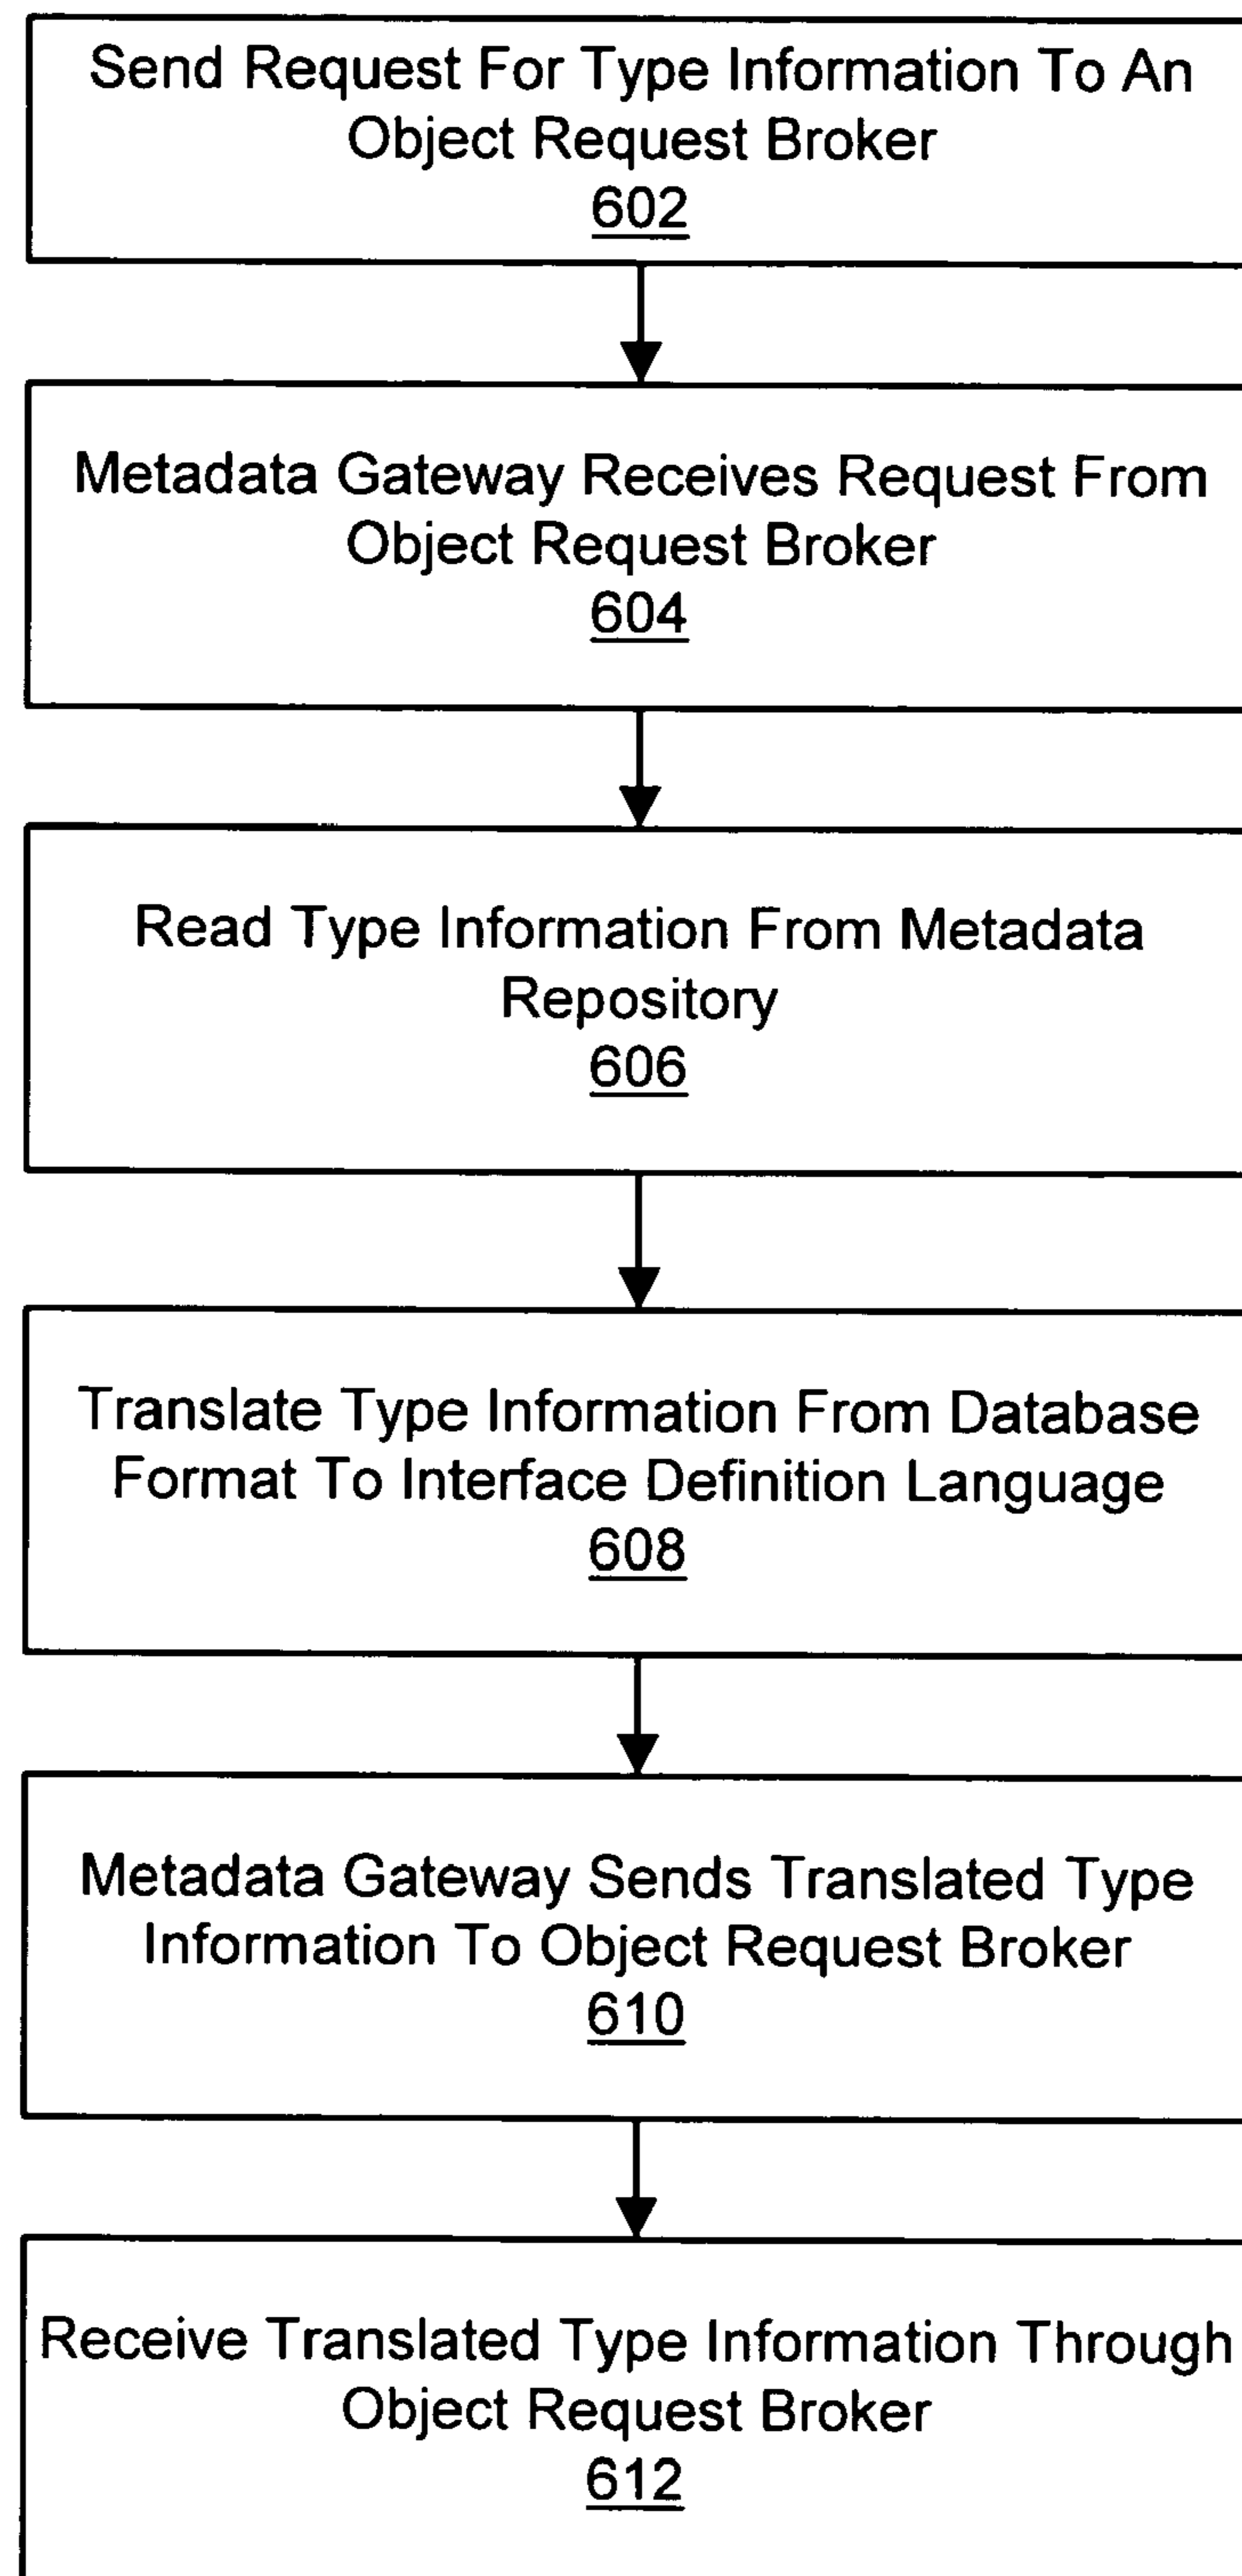 Send Request For Type Information To An
Object Request Broker
602
Metadata Gateway Receives Request From
Object Request Broker
604
Read Type Information From Metadata
Repository
606
Translate Type Information From Database
Format To Interface Definition Language
608
Metadata Gateway Sends Translated Type
Information To Object Request Broker
610
Receive Translated Type Information Through
Object Request Broker
612